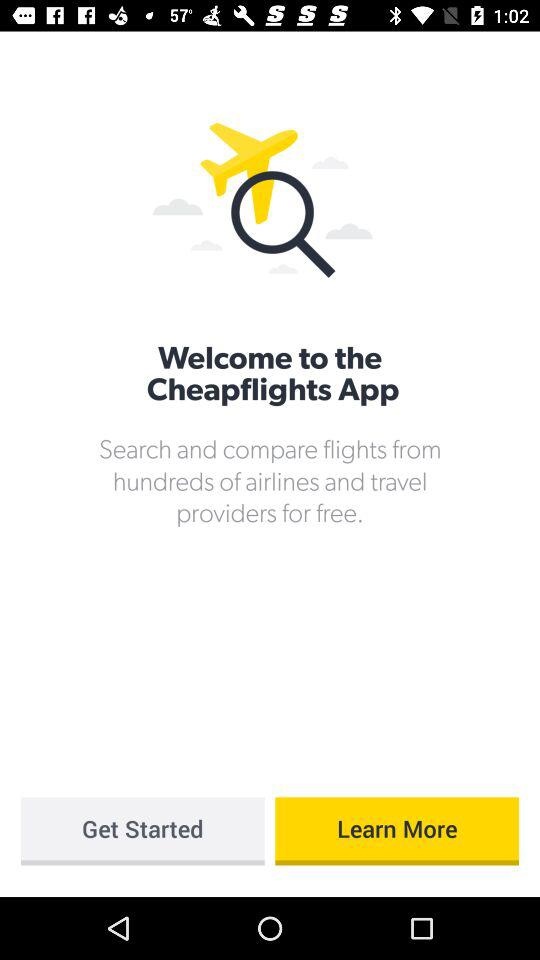 57° 1:02
Welcome to the
Cheapflights App
Search and compare flights from
hundreds of airlines and travel
providers for free.
Get Started Learn More